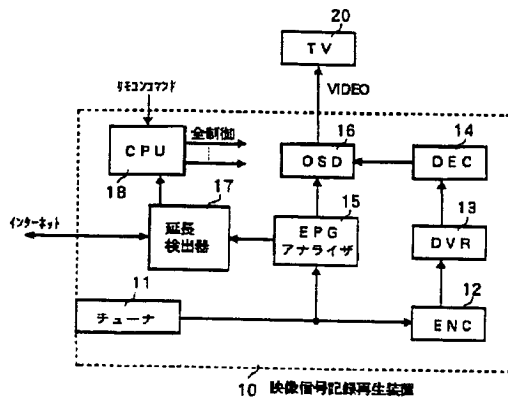 20
TV
VIDEO
リモコンコマンド
全制御
CPU
18
16
OSD
14
DEC
17
インターネット
延長
検出器
15
EPG
アナライザ
13
DVR
11
チューナ
12
ENC
10 映像信号記録再生装置